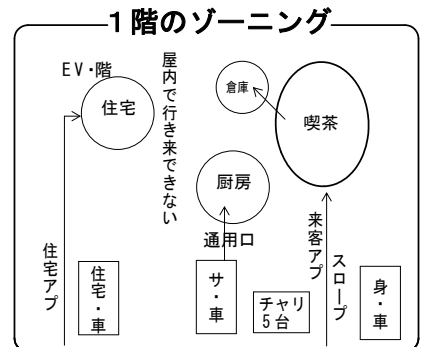 1階のゾーニング
EV・階
住宅
屋内で行き来できない
倉庫
喫茶
厨房
通用口
住宅アプ
住宅・車
サ・車
チャリ
5台
来客アプ
スロープ
身・車